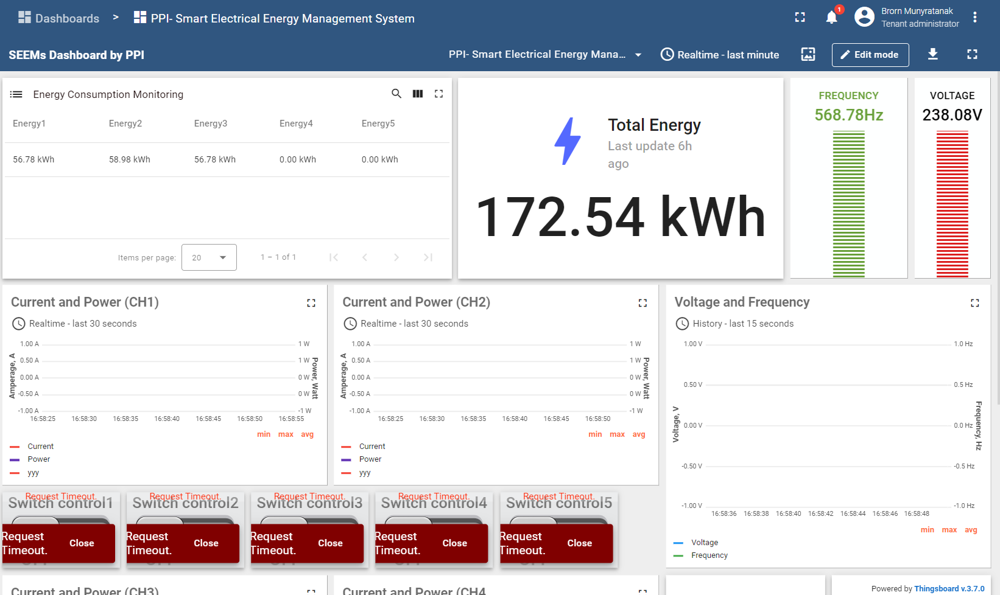 Dashboards > PPI- Smart Electrical Energy Management System
1
Brorn Munyratanak
Tenant administrator
SEEMs Dashboard by PPI
PPI- Smart Electrical Energy Mana...
Realtime - last minute
Edit mode
Energy Consumption Monitoring
Energy1 Energy2 Energy3 Energy4 Energy5
56.78 kWh 58.98 kWh 56.78 kWh 0.00 kWh 0.00 kWh
Items per page: 20 1 – 1 of 1
Total Energy
Last update 6h
ago
172.54 kWh
FREQUENCY
568.78Hz
VOLTAGE
238.08V
Current and Power (CH1)
Realtime - last 30 seconds
Amperage, A
1.00 A 1 W
0.50 A 1 W
0.00 A 0 W
-0.50 A 0 W
-1.00 A -1 W
Power, Watt
16:58:25 16:58:30 16:58:35 16:58:40 16:58:45 16:58:50 16:58:55
min max avg
Current
Power
yyy
Current and Power (CH2)
Realtime - last 30 seconds
Amperage, A
1.00 A 1 W
0.50 A 1 W
0.00 A 0 W
-0.50 A 0 W
-1.00 A -1 W
Power, Watt
16:58:25 16:58:30 16:58:35 16:58:40 16:58:45 16:58:50
min max avg
Current
Power
yyy
Voltage and Frequency
History - last 15 seconds
Voltage, V
1.00 V 1.0 Hz
0.50 V 0.5 Hz
0.00 V 0.0 Hz
-0.50 V -0.5 Hz
-1.00 V -1.0 Hz
Frequency, Hz
16:58:36 16:58:38 16:58:40 16:58:42 16:58:44 16:58:46 16:58:48
min max avg
Voltage
Frequency
Request Timeout.
Switch control1
Request
Timeout.
Close
Request Timeout.
Switch control2
Request
Timeout.
Close
Request Timeout.
Switch control3
Request
Timeout.
Close
Request Timeout.
Switch control4
Request
Timeout.
Close
Request Timeout.
Switch control5
Request
Timeout.
Close
Current and Power (CH3)
Current and Power (CH4
Powered by Thingsboard v.3.7.0